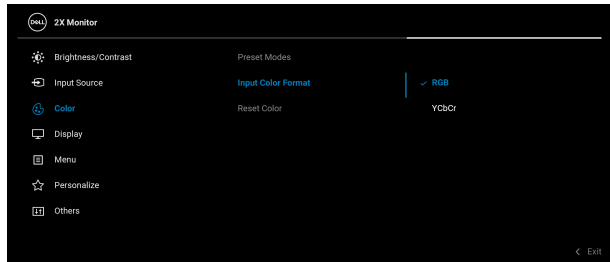 DELL 2X Monitor
Brightness/Contrast Preset Modes
Input Source Input Color Format RGB
Color Reset Color YCbCr
Display
Menu
Personalize
Others
Exit